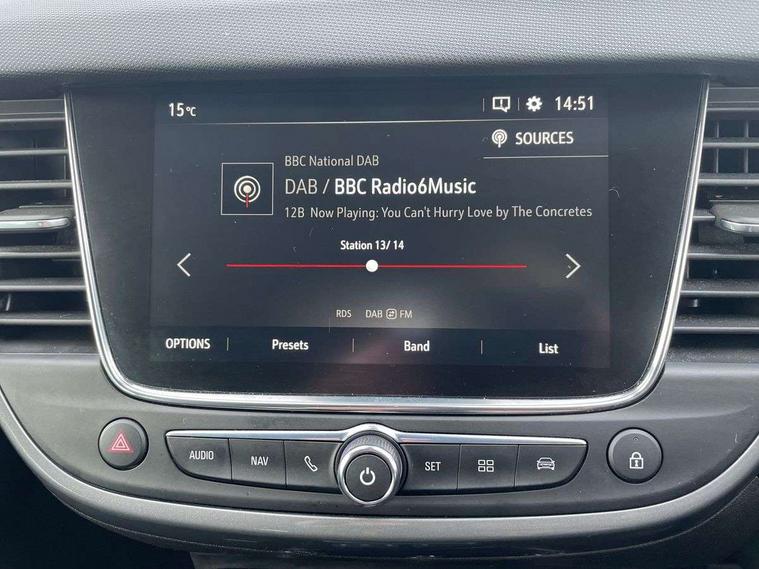 15°C
14:51
SOURCES
BBC National DAB
DAB / BBC Radio6Music
12B Now Playing: You Can't Hurry Love by The Concretes
Station 13/ 14
RDS DAB FM
OPTIONS Presets Band List
AUDIO NAV SET